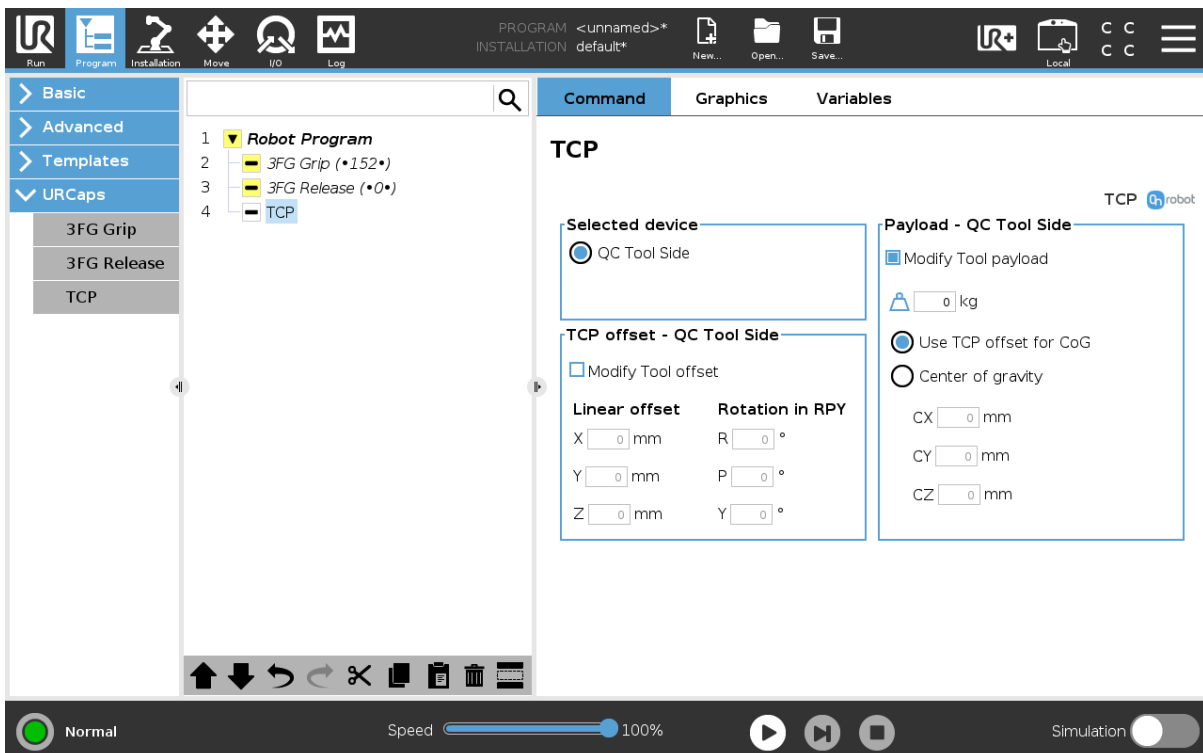 UR
PROGRAM <unnamed>*
INSTALLATION default*
UR+
C C
C C
Run Program Installation Move I/O Log New... Open... Save... Local
Basic
Advanced
Templates
URCaps
3FG Grip
3FG Release
TCP
1 Robot Program
2 3FG Grip (•152•)
3 3FG Release (•0•)
4 TCP
Command Graphics Variables
TCP
TCP OnRobot
Selected device
QC Tool Side
TCP offset - QC Tool Side
Modify Tool offset
Linear offset Rotation in RPY
X 0 mm R 0 °
Y 0 mm P 0 °
Z 0 mm Y 0 °
Payload - QC Tool Side
Modify Tool payload
0 kg
Use TCP offset for CoG
Center of gravity
CX 0 mm
CY 0 mm
CZ 0 mm
Normal Speed 100% Simulation